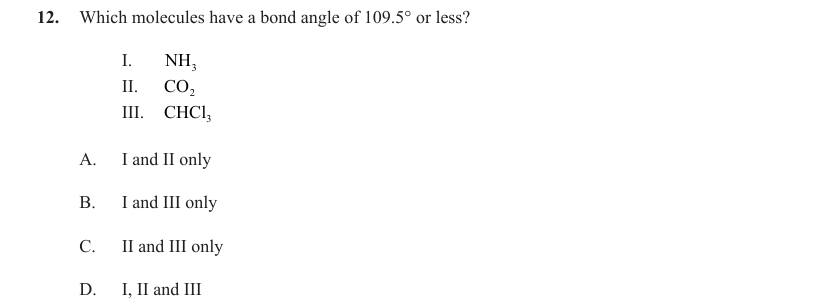 12. Which molecules have a bond angle of 109.5° or less?
I. NH₃
II. CO₂
III. CHCl₃
A. I and II only
B. I and III only
C. II and III only
D. I, II and III